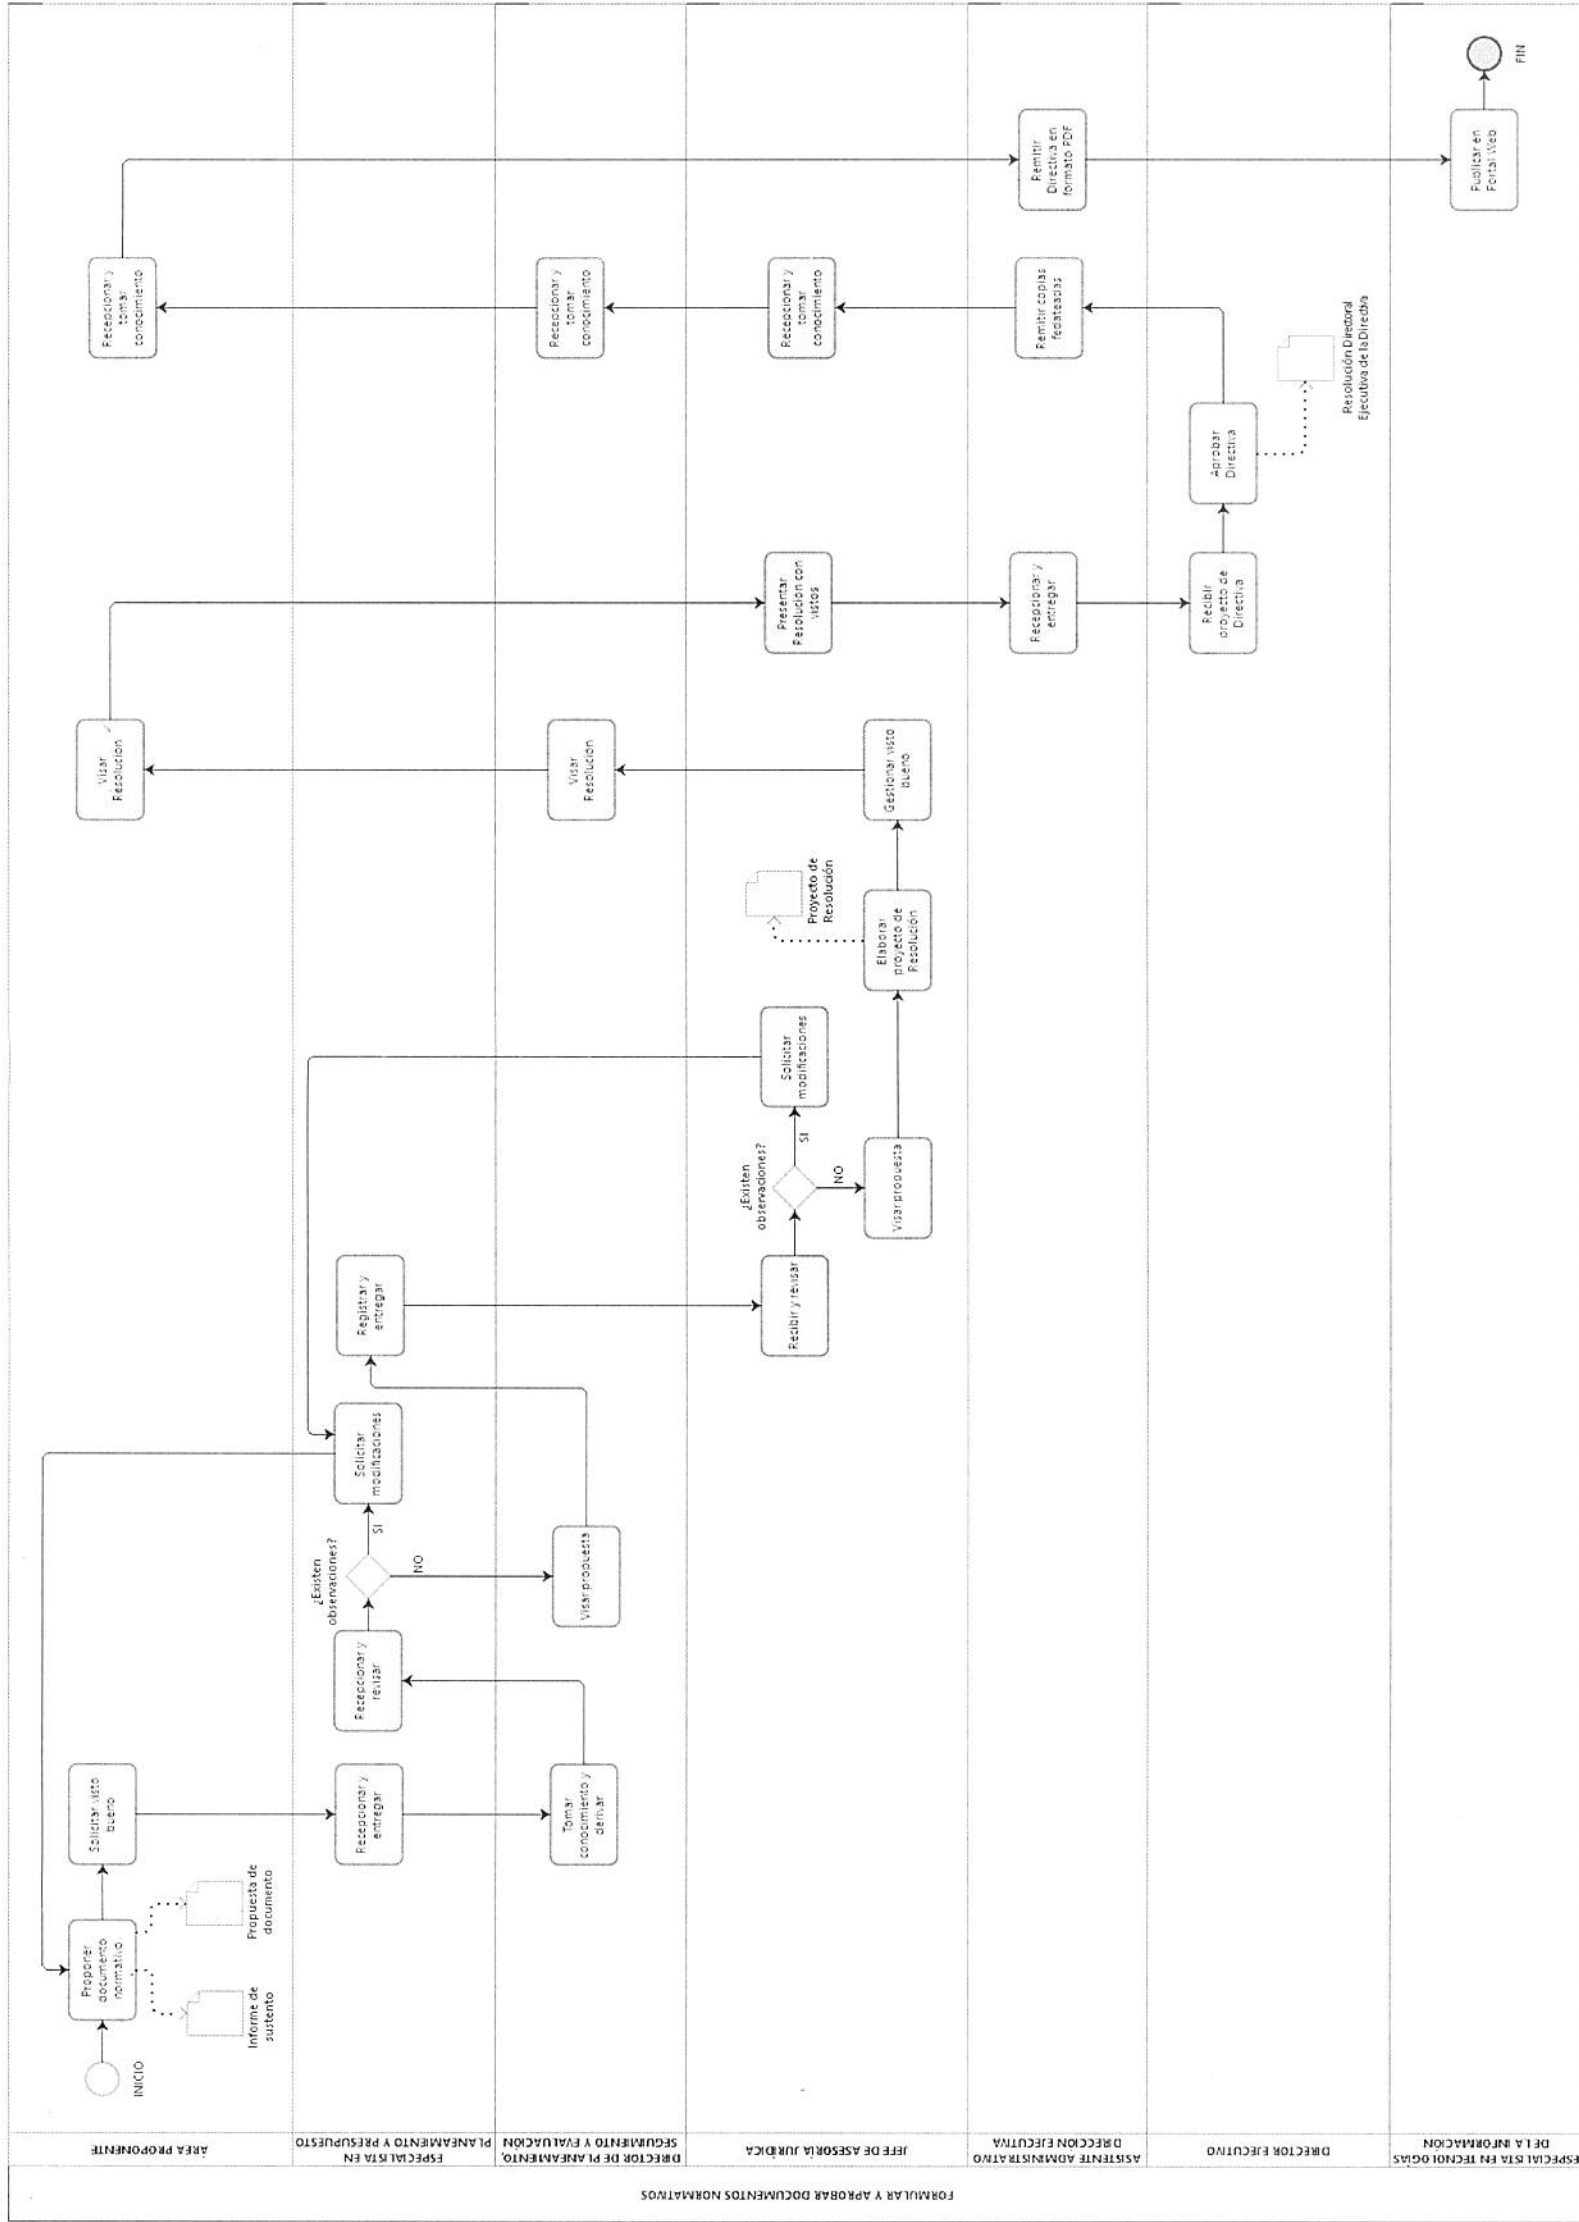 FORMULAR Y APROBAR DOCUMENTOS NORMATIVOS
ÁREA PROPONENTE
INICIO
Proponer
documento
normativo
Informe de
sustento
Propuesta de
documento
Solicitar visto
bueno
Visar
Resolucion
Recepcionar y
tomar
conocimiento
ESPECIALISTA EN
PLANEAMIENTO Y PRESUPUESTO
Recepcionar y
entregar
Recepcionar y
revisar
¿Existen
observaciones?
SI
NO
Solicitar
modificaciones
Registrar y
entregar
DIRECTOR DE PLANEAMIENTO,
SEGUIMIENTO Y EVALUACIÓN
Tomar
conocimiento y
derivar
Visar propuesta
Visar
Resolucion
Recepcionar y
tomar
conocimiento
JEFE DE ASESORÍA JURÍDICA
Recibir y revisar
¿Existen
observaciones?
SI
NO
Solicitar
modificaciones
Visar propuesta
Elaborar
proyecto de
Resolución
Proyecto de
Resolución
Gestionar visto
bueno
Presentar
Resolucion con
vistos
Recepcionar y
tomar
conocimiento
ASISTENTE ADMINISTRATIVO
DIRECCIÓN EJECUTIVA
Recepcionar y
entregar
Remitir copias
fedateadas
Remitir
Directiva en
formato PDF
DIRECTOR EJECUTIVO
Recibir
proyecto de
Directiva
Aprobar
Directiva
Resolución Directoral
Ejecutiva de la Directiva
ESPECIALISTA EN TECNOLOGÍAS
DE LA INFORMACIÓN
Publicar en
Portal Web
FIN